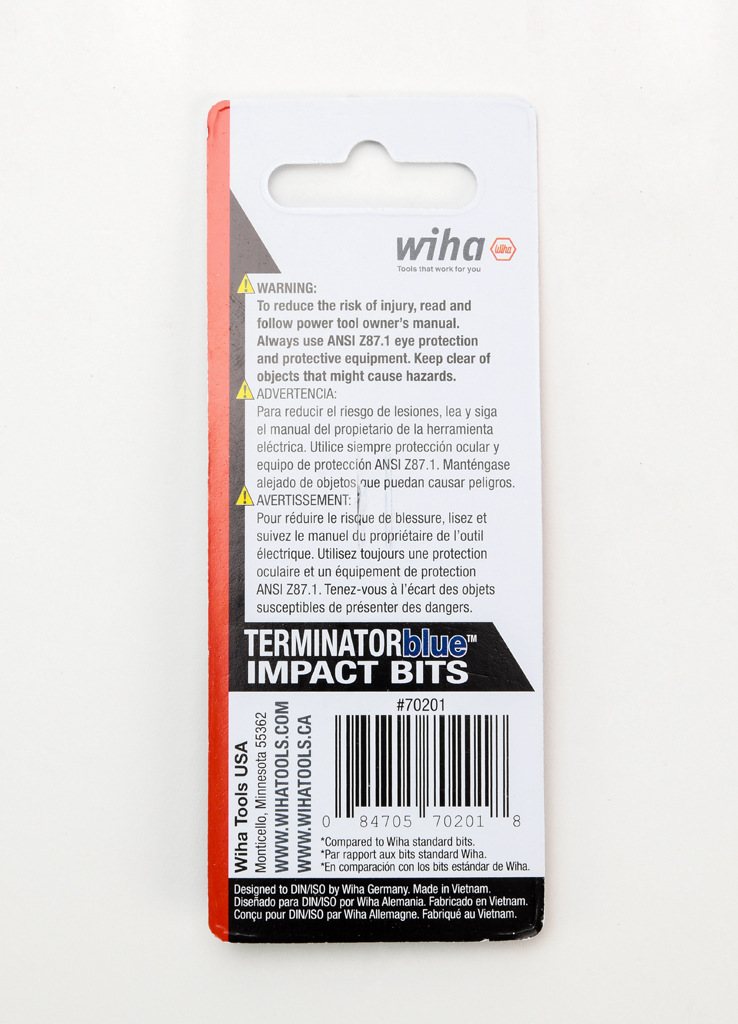 wiha wiha
Tools that work for you
WARNING:
To reduce the risk of injury, read and
follow power tool owner's manual.
Always use ANSI Z87.1 eye protection
and protective equipment. Keep clear of
objects that might cause hazards.
ADVERTENCIA:
Para reducir el riesgo de lesiones, lea y siga
el manual del propietario de la herramienta
eléctrica. Utilice siempre protección ocular y
equipo de protección ANSI Z87.1. Manténgase
alejado de objetos que puedan causar peligros.
AVERTISSEMENT:
Pour réduire le risque de blessure, lisez et
suivez le manuel du propriétaire de l'outil
électrique. Utilisez toujours une protection
oculaire et un équipement de protection
ANSI Z87.1. Tenez-vous à l'écart des objets
susceptibles de présenter des dangers.
TERMINATORblue™
IMPACT BITS
Wiha Tools USA
Monticello, Minnesota 55362
WWW.WIHATOOLS.COM
WWW.WIHATOOLS.CA
#70201
0 84705 70201 8
*Compared to Wiha standard bits.
*Par rapport aux bits standard Wiha.
*En comparación con los bits estándar de Wiha.
Designed to DIN/ISO by Wiha Germany. Made in Vietnam.
Diseñado para DIN/ISO por Wiha Alemania. Fabricado en Vietnam.
Conçu pour DIN/ISO par Wiha Allemagne. Fabriqué au Vietnam.